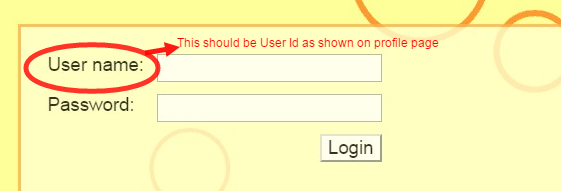 This should be User Id as shown on profile page
User name:
Password:
Login